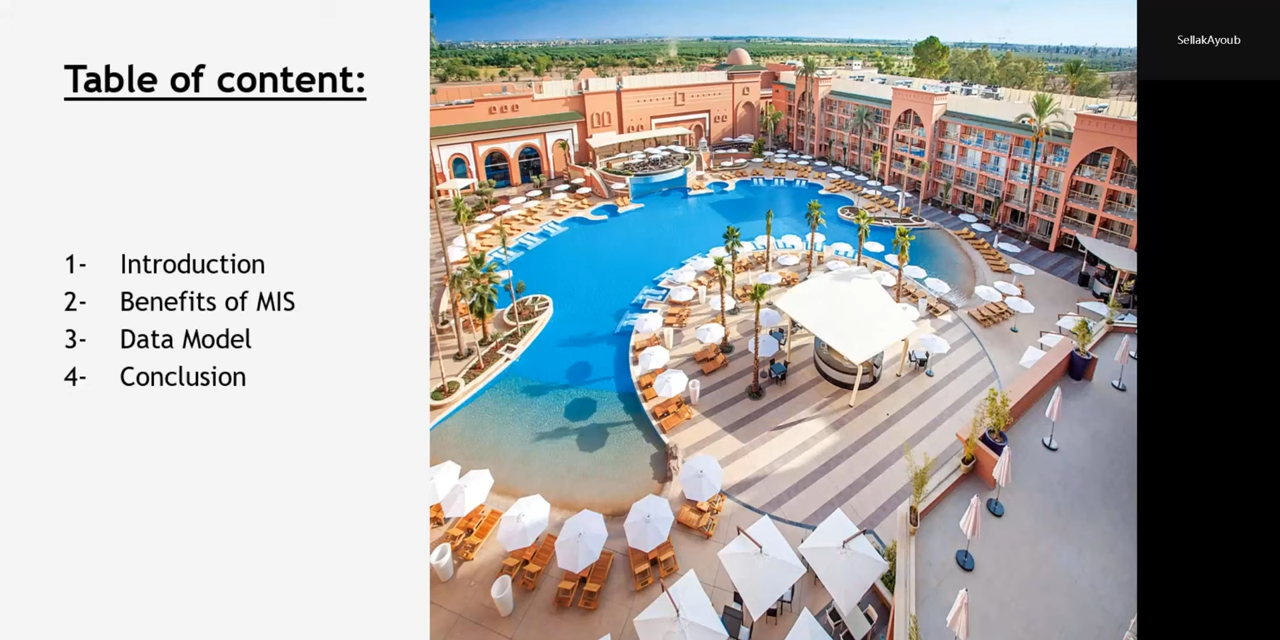 Table of content:
1- Introduction
2- Benefits of MIS
3- Data Model
4- Conclusion
SellakAyoub